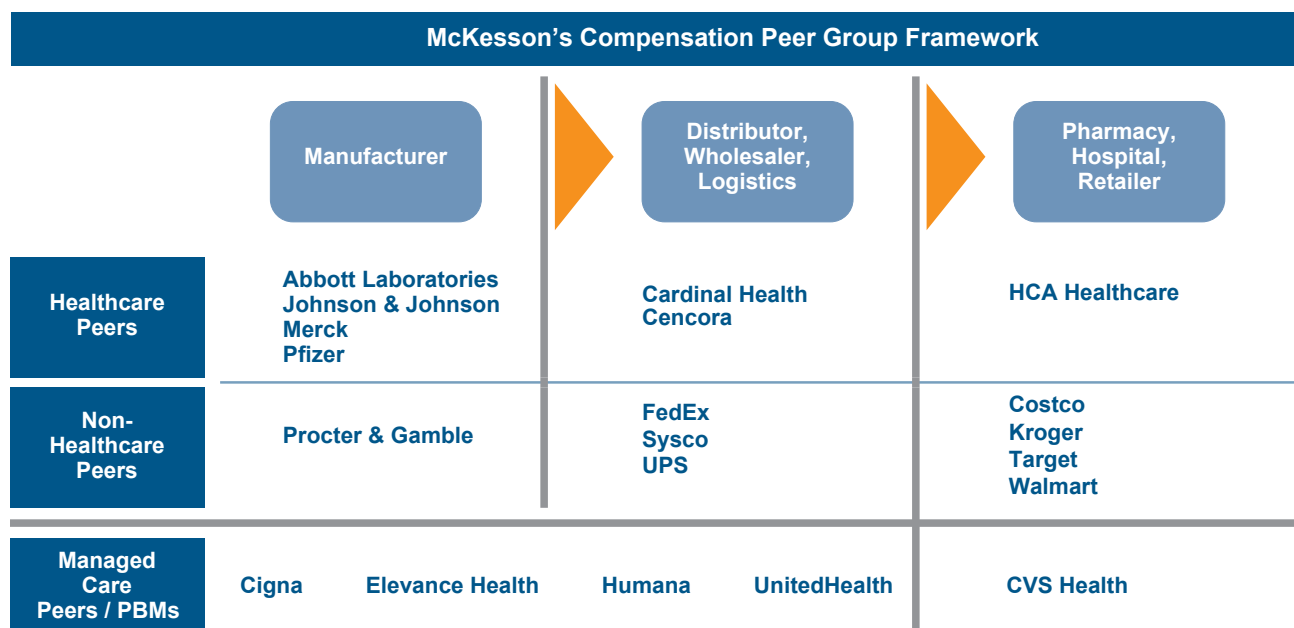 McKesson's Compensation Peer Group Framework
Manufacturer
Distributor,
Wholesaler,
Logistics
Pharmacy,
Hospital,
Retailer
Healthcare
Peers
Abbott Laboratories
Johnson & Johnson
Merck
Pfizer
Cardinal Health
Cencora
HCA Healthcare
Non-
Healthcare
Peers
Procter & Gamble
FedEx
Sysco
UPS
Costco
Kroger
Target
Walmart
Managed
Care
Peers / PBMs
Cigna Elevance Health Humana UnitedHealth CVS Health